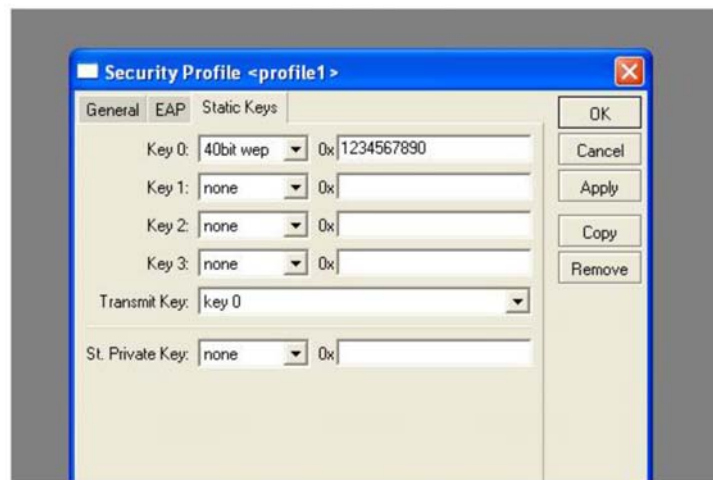 Security Profile <profile1>
General EAP Static Keys
OK
Key 0: 40bit wep 0x 1234567890
Cancel
Key 1: none 0x
Apply
Key 2: none 0x
Copy
Key 3: none 0x
Remove
Transmit Key: key 0
St. Private Key: none 0x